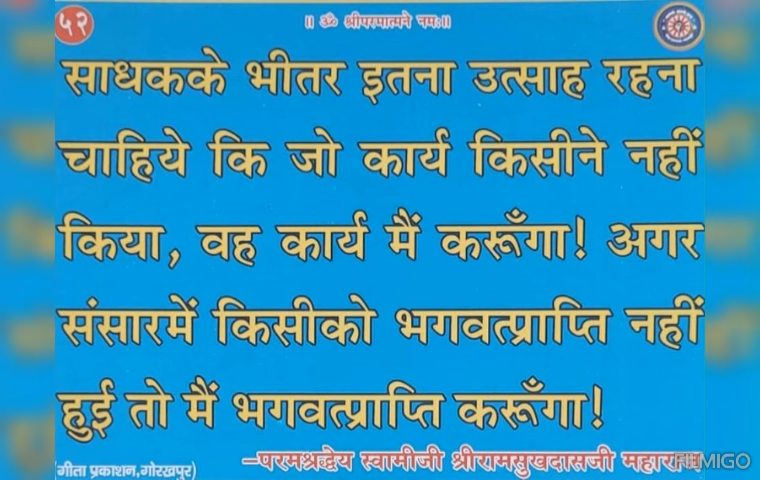 ५२
॥ ॐ श्रीपरमात्मने नमः॥
साधकके भीतर इतना उत्साह रहना
चाहिये कि जो कार्य किसीने नहीं
किया, वह कार्य मैं करूँगा! अगर
संसारमें किसीको भगवत्प्राप्ति नहीं
हुई तो मैं भगवत्प्राप्ति करूँगा!
–परमश्रद्धेय स्वामीजी श्रीरामसुखदासजी
(गीता प्रकाशन,गोरखपुर)
FILMIGO